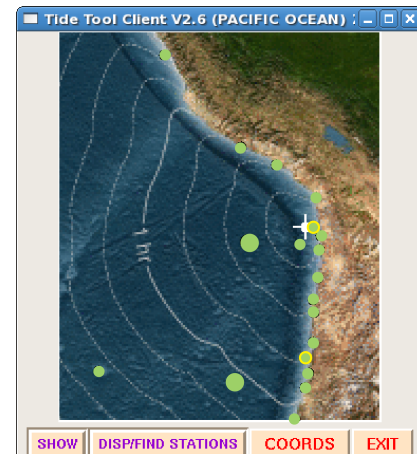 Tide Tool Client V2.6 (PACIFIC OCEAN)
1 hr
SHOW DISP/FIND STATIONS COORDS EXIT